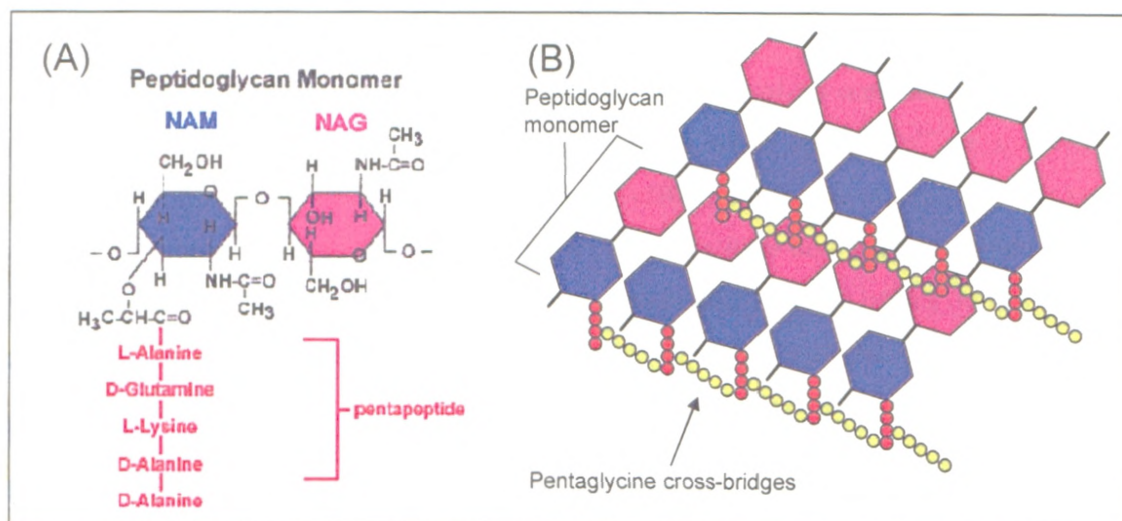 (A)
Peptidoglycan Monomer
NAM NAG
CH₃
CH₂OH
NH-C=O
H H
O
H
H
H
OH
H
O
O
O
H H
H
H
O
O
H
NH-C=O
CH₃
CH₂OH
O
H₃C-CH-C=O
L-Alanine
D-Glutamine
L-Lysine
D-Alanine
D-Alanine
pentapeptide
(B)
Peptidoglycan
monomer
Pentaglycine cross-bridges